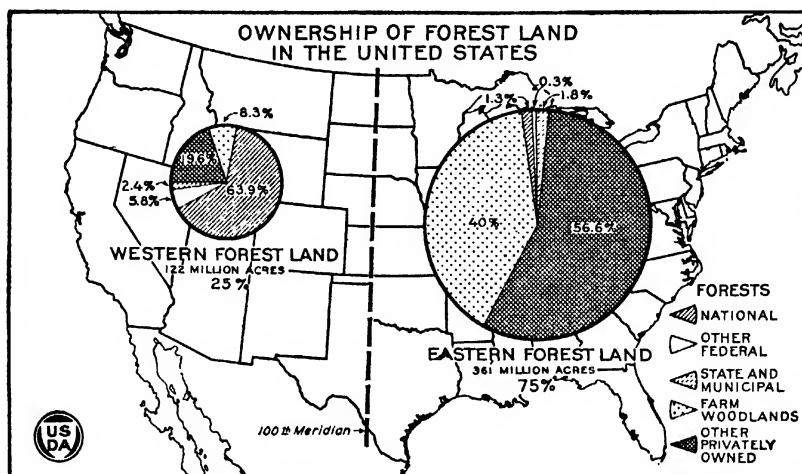 OWNERSHIP OF FOREST LAND
IN THE UNITED STATES
8.3%
19.6%
63.9%
2.4%
5.8%
WESTERN FOREST LAND
122 MILLION ACRES
25%
0.3%
1.3%
1.8%
40%
56.6%
EASTERN FOREST LAND
361 MILLION ACRES
75%
100th Meridian
FORESTS
NATIONAL
OTHER
FEDERAL
STATE AND
MUNICIPAL
FARM
WOODLANDS
OTHER
PRIVATELY
OWNED
US
DA